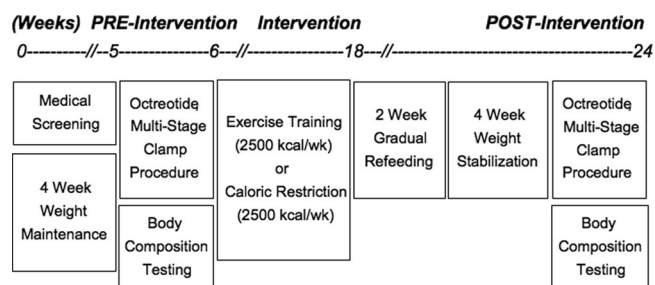 (Weeks) PRE-Intervention Intervention POST-Intervention
0----------//--5----------------6---//----------------18---//----------------------------------------24
Medical
Screening
4 Week
Weight
Maintenance
Octreotide,
Multi-Stage
Clamp
Procedure
Body
Composition
Testing
Exercise Training
(2500 kcal/wk)
or
Caloric Restriction
(2500 kcal/wk)
2 Week
Gradual
Refeeding
4 Week
Weight
Stabilization
Octreotide,
Multi-Stage
Clamp
Procedure
Body
Composition
Testing